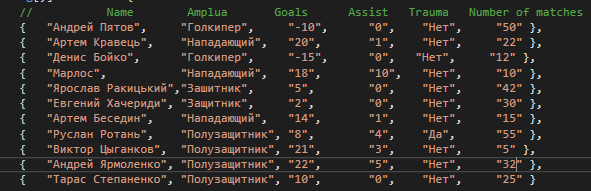 //          Name        Amplua       Goals      Assist   Trauma   Number of matches
{   "Андрей Пятов", "Голкипер",     "-10",    "0",    "Нет",     "50" },
{   "Артем Кравець", "Нападающий",   "20",     "1",    "Нет",     "22" },
{   "Денис Бойко",   "Голкипер",     "-15",    "0",   "Нет",     "12" },
{   "Марлос",        "Нападающий",   "18",     "10",  "Нет",     "10" },
{   "Ярослав Ракицький","Зашитник",  "5",      "0",    "Нет",     "42" },
{   "Евгений Хачериди" ,"Зашитник",  "2",      "0",    "Нет",     "30" },
{   "Артем Беседин", "Нападающий",   "14",     "1",    "Нет",     "15" },
{   "Руслан Ротань", "Полузащитник", "8",      "4",    "Да",      "55" },
{   "Виктор Цыганков", "Полузащитник", "21",   "3",    "Нет",     "5" },
{   "Андрей Ярмоленко", "Полузащитник", "22",  "5",    "Нет",     "32" },
{   "Тарас Степаненко", "Полузащитник", "10",  "0",    "Нет",     "25" }